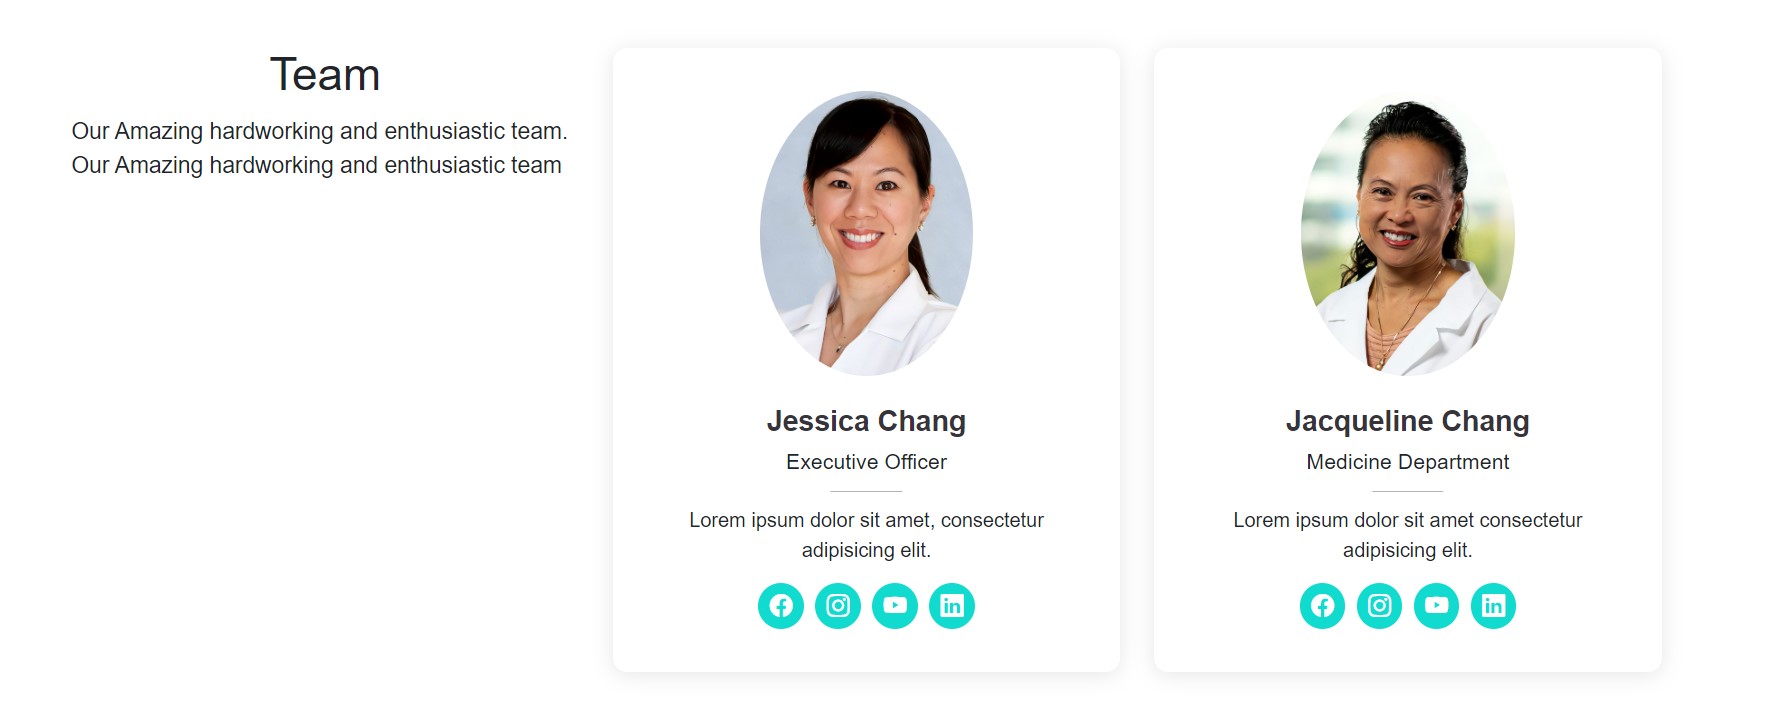 Team
Our Amazing hardworking and enthusiastic team.
Our Amazing hardworking and enthusiastic team
Jessica Chang
Executive Officer
Lorem ipsum dolor sit amet, consectetur
adipisicing elit.
Jacqueline Chang
Medicine Department
Lorem ipsum dolor sit amet consectetur
adipisicing elit.